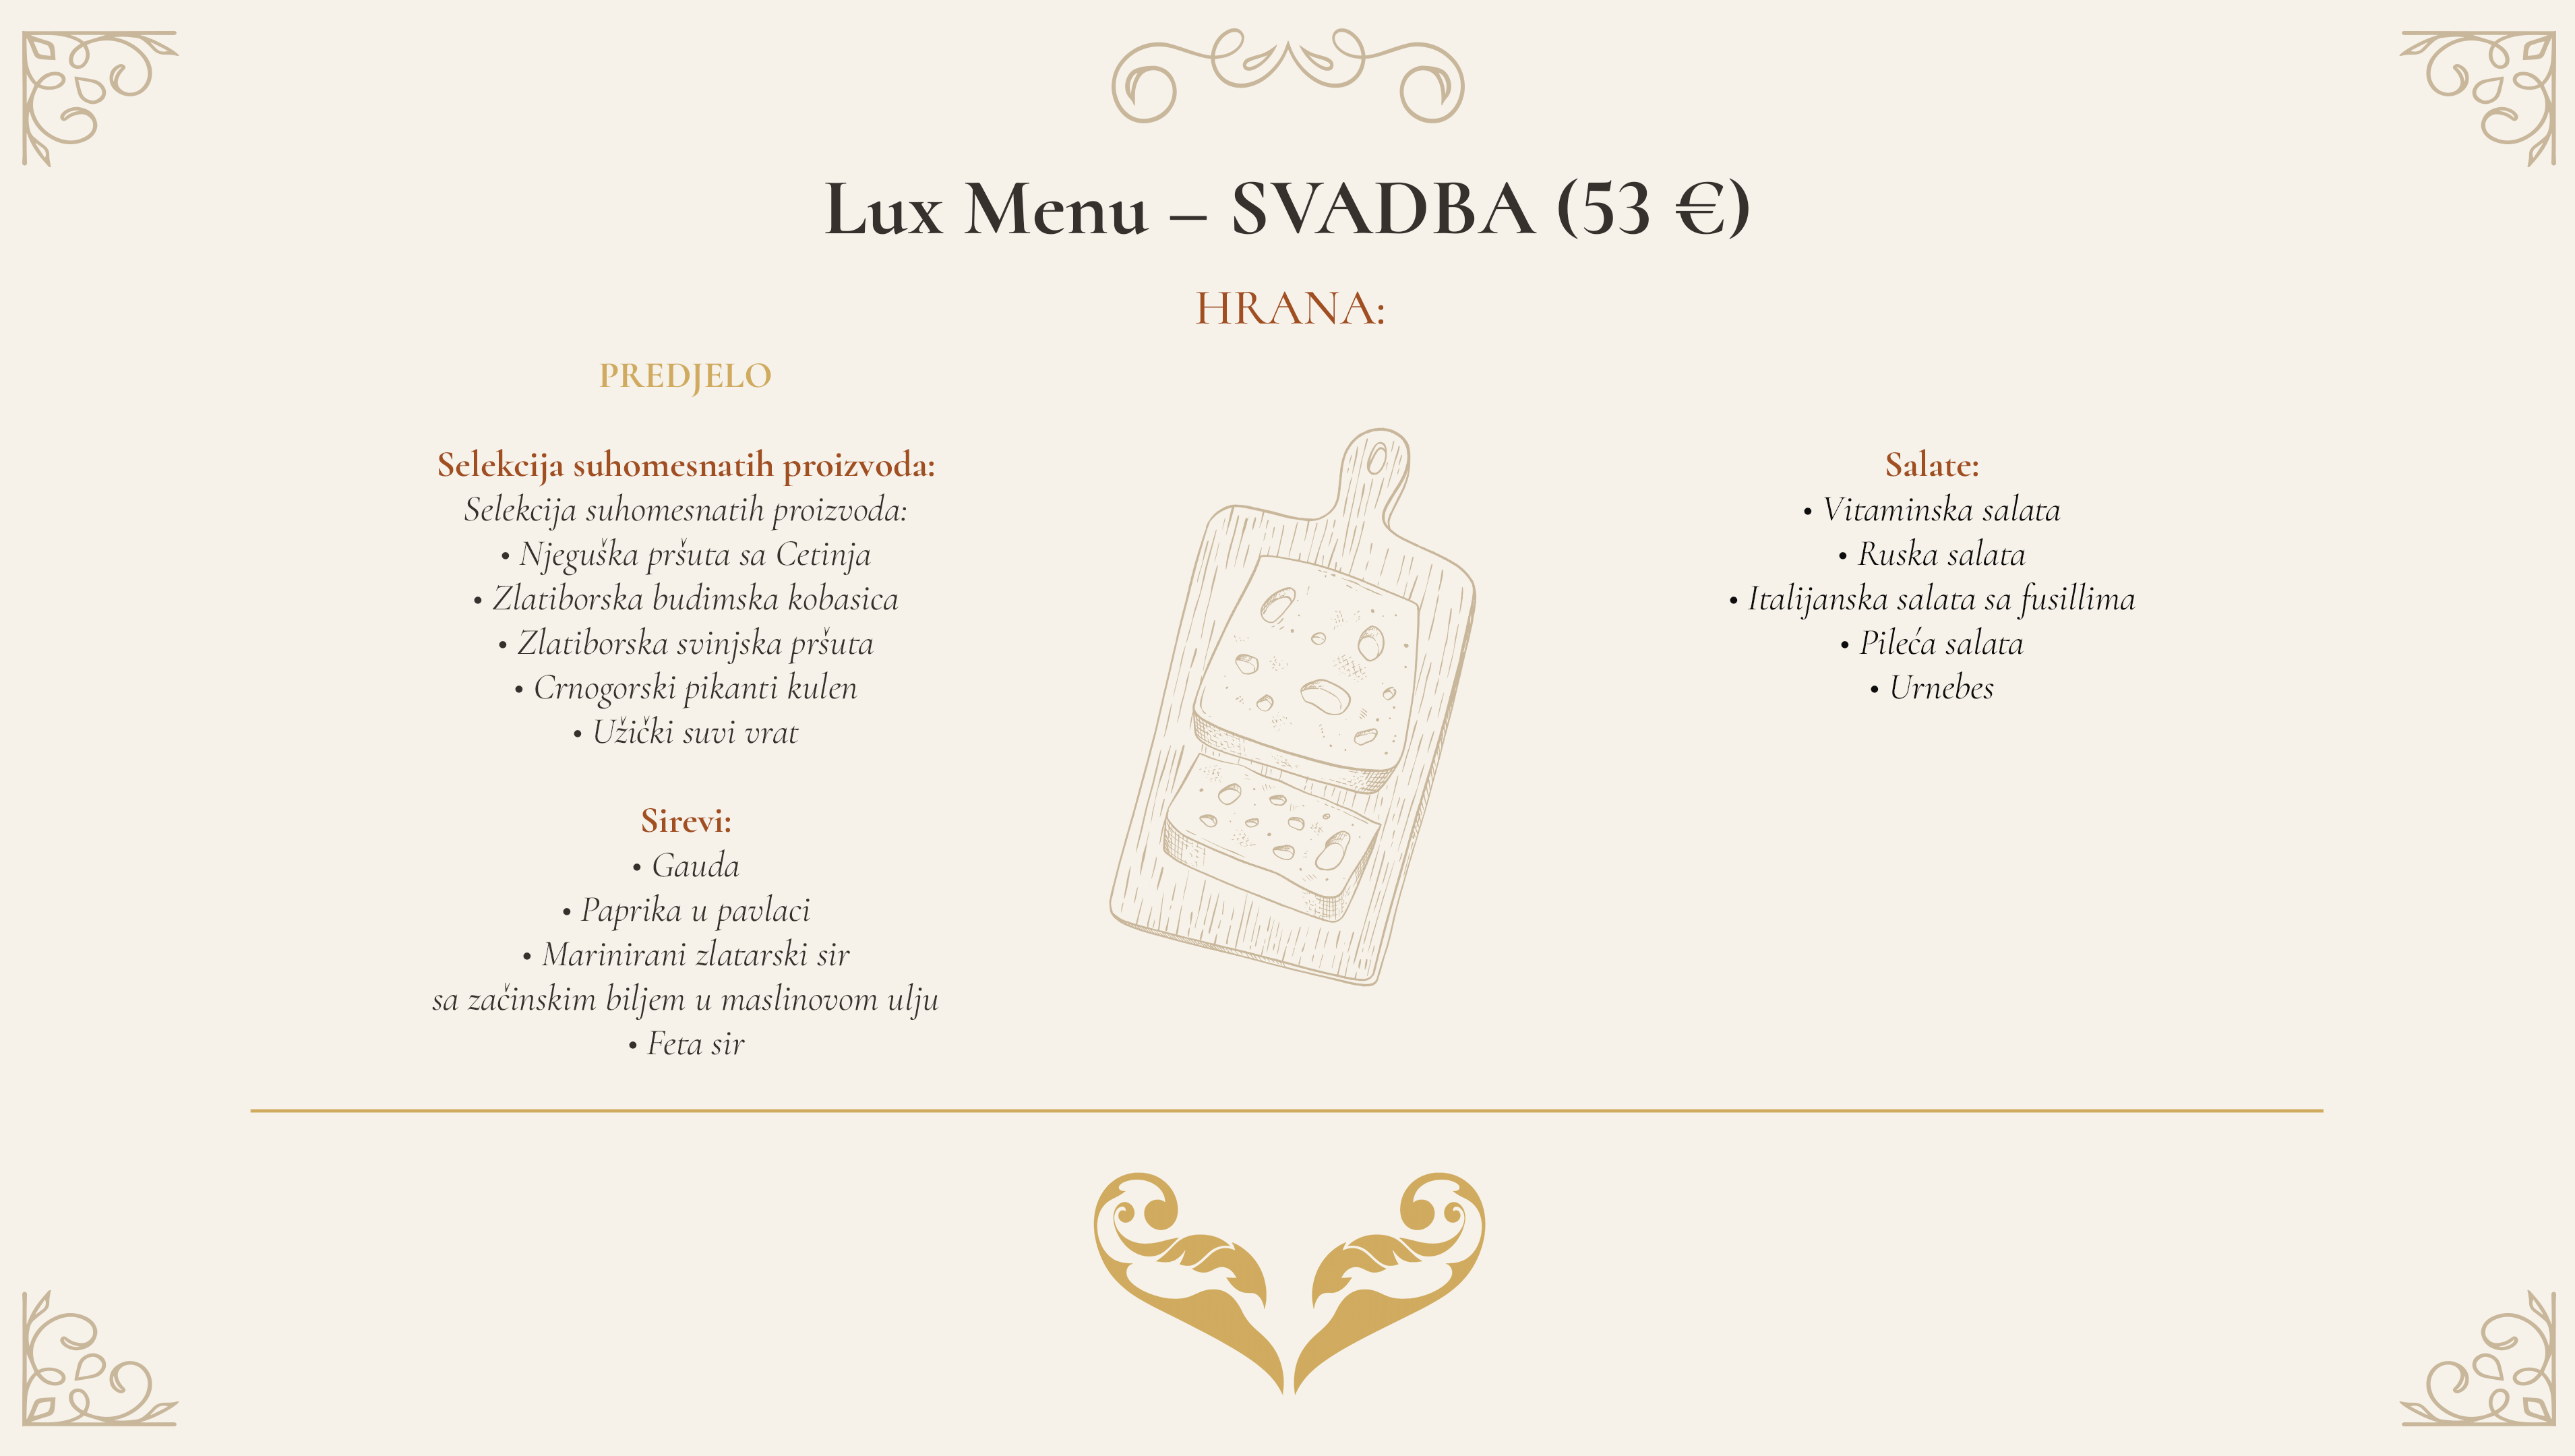 Lux Menu – SVADBA (53 €)
HRANA:
PREDJELO
Selekcija suhomesnatih proizvoda:
Selekcija suhomesnatih proizvoda:
• Njeguška pršuta sa Cetinja
• Zlatiborska budimska kobasica
• Zlatiborska svinjska pršuta
• Crnogorski pikanti kulen
• Užički suvi vrat
Sirevi:
• Gauda
• Paprika u pavlaci
• Marinirani zlatarski sir
sa začinskim biljem u maslinovom ulju
• Feta sir
Salate:
• Vitaminska salata
• Ruska salata
• Italijanska salata sa fusillima
• Pileća salata
• Urnebes